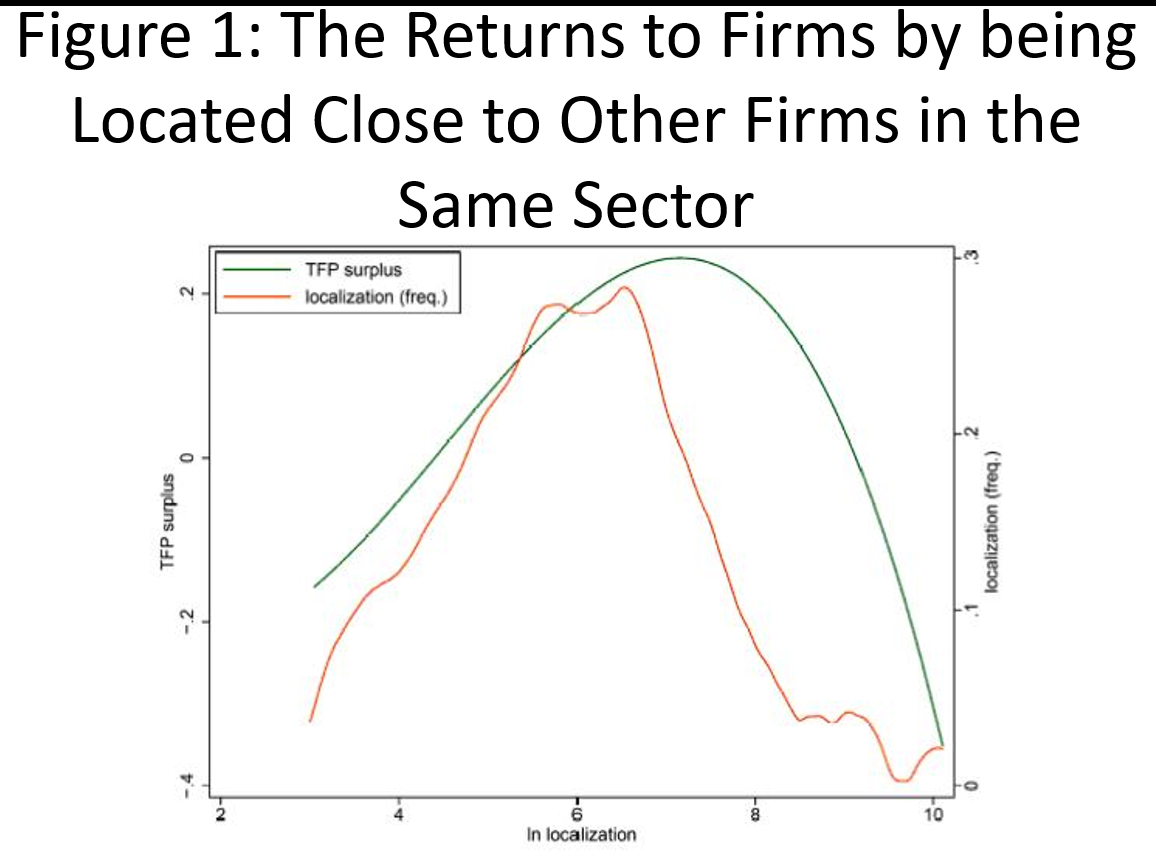 Figure 1: The Returns to Firms by being
Located Close to Other Firms in the
Same Sector
TFP surplus
localization (freq.)
.2
0
-.2
-.4
TFP surplus
.3
.2
.1
0
localization (freq.)
2 4 6 8 10
ln localization